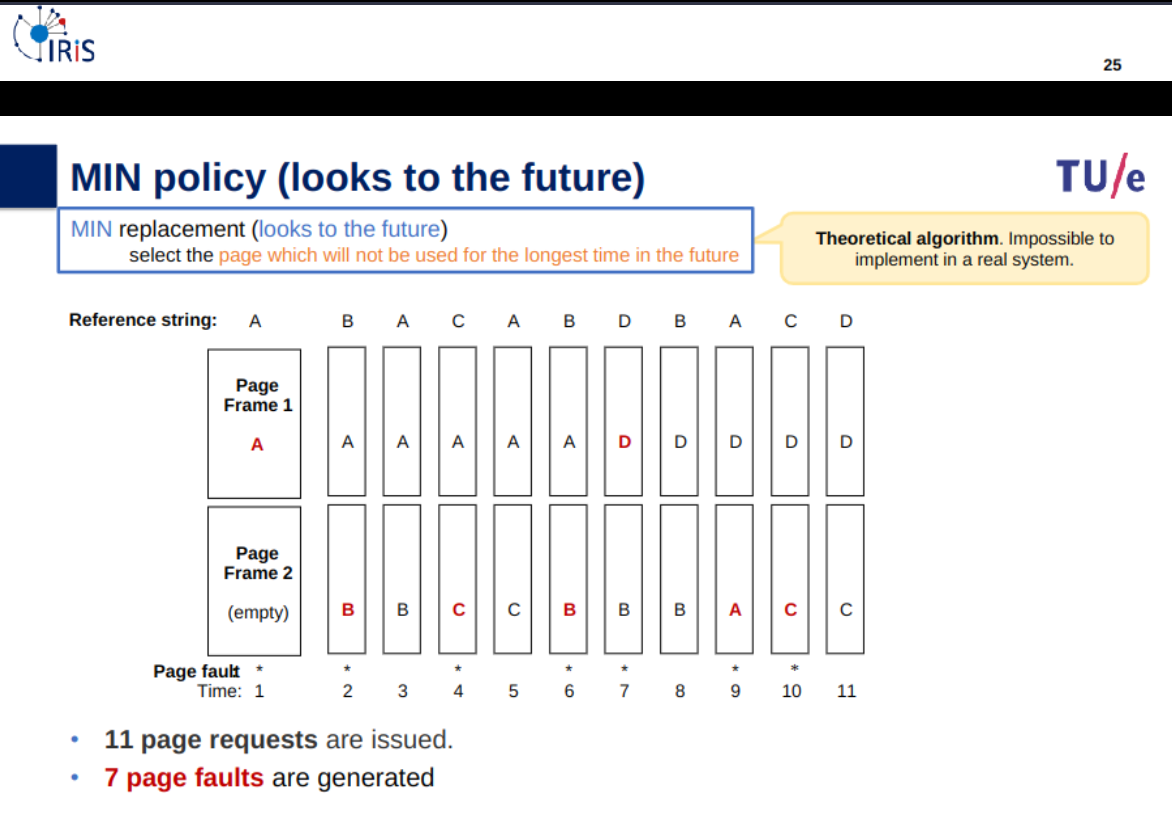 IRiS
25
MIN policy (looks to the future)
TU/e
MIN replacement (looks to the future)
select the page which will not be used for the longest time in the future
Theoretical algorithm. Impossible to
implement in a real system.
Reference string: A B A C A B D B A C D
Page
Frame 1
A A A A A A D D D D D
Page
Frame 2
(empty) B B C C B B B A C C
Page fault * * * * * * *
Time: 1 2 3 4 5 6 7 8 9 10 11
• 11 page requests are issued.
• 7 page faults are generated